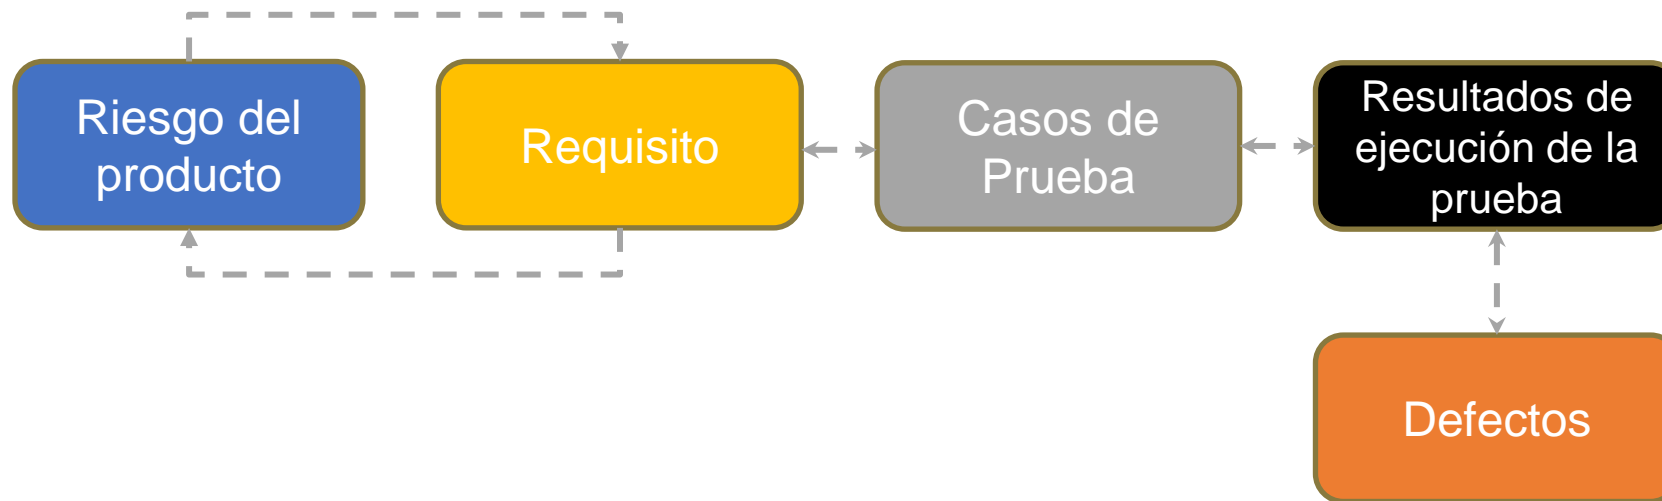 Riesgo del
producto
Requisito
Casos de
Prueba
Resultados de
ejecución de la
prueba
Defectos